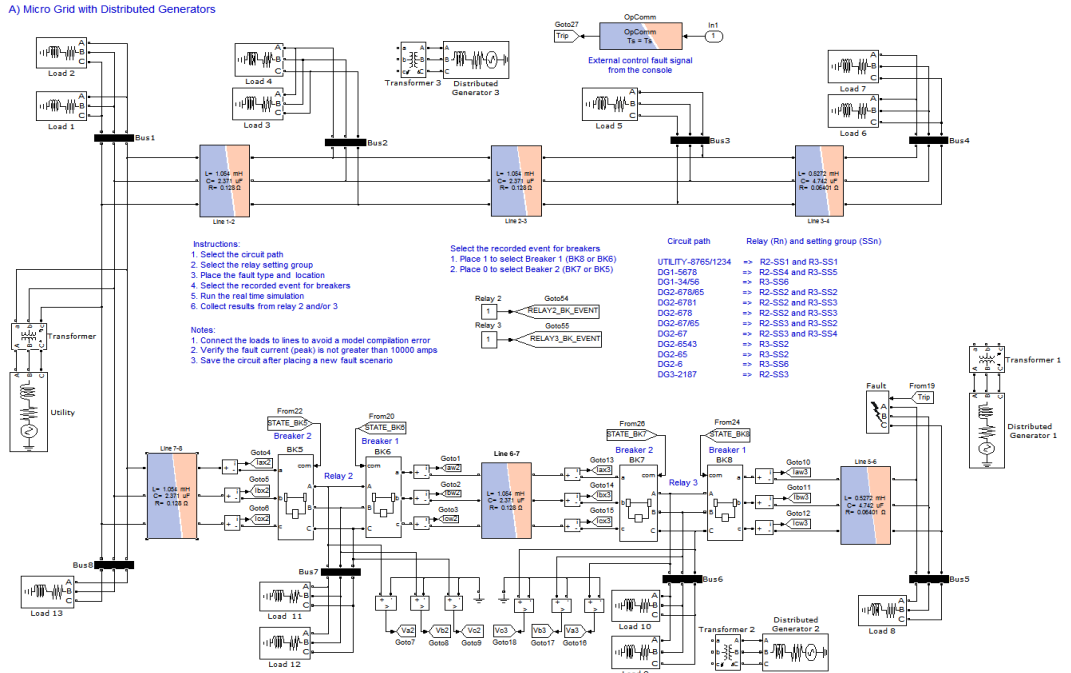 A) Micro Grid with Distributed Generators
OpComm
Goto27
In1
Trip
OpComm
Ts = Ts
1
External control fault signal
from the console
A
B
C
Load 2
A
B
C
Load 1
A
B
C
Load 4
A
B
C
Load 3
a
b
c
A
B
C
Transformer 3
A
B
C
Distributed
Generator 3
A
B
C
Load 5
A
B
C
Load 7
A
B
C
Load 6
Bus1
Bus2
Bus3
Bus4
L= 1.054 mH
C= 2.371 uF
R= 0.128 Ω
Line 1-2
L= 1.054 mH
C= 2.371 uF
R= 0.128 Ω
Line 2-3
L= 0.5272 mH
C= 4.742 uF
R= 0.06401 Ω
Line 3-4
Instructions:
1. Select the circuit path
2. Select the relay setting group
3. Place the fault type and location
4. Select the recorded event for breakers
5. Run the real time simulation
6. Collect results from relay 2 and/or 3
Notes:
1. Connect the loads to lines to avoid a model compilation error
2. Verify the fault current (peak) is not greater than 10000 amps
3. Save the circuit after placing a new fault scenario
Select the recorded event for breakers
1. Place 1 to select Breaker 1 (BK8 or BK6)
2. Place 0 to select Beaker 2 (BK7 or BK5)
Relay 2
1
Goto54
RELAY2_BK_EVENT
Relay 3
1
Goto55
RELAY3_BK_EVENT
Circuit path Relay (Rn) and setting group (SSn)
UTILITY-8765/1234 => R2-SS1 and R3-SS1
DG1-5678 => R2-SS4 and R3-SS5
DG1-34/56 => R3-SS6
DG2-678/65 => R2-SS2 and R3-SS2
DG2-6781 => R2-SS3 and R3-SS3
DG2-678 => R2-SS2 and R3-SS3
DG2-67/65 => R2-SS3 and R3-SS2
DG2-67 => R2-SS3 and R3-SS4
DG2-6543 => R3-SS2
DG2-65 => R3-SS2
DG2-6 => R3-SS6
DG3-2187 => R2-SS3
a
b
c
Transformer
A
B
C
A
B
C
Utility
a
b
c
Transformer 1
A
B
C
A
B
C
Distributed
Generator 1
Fault
A
B
C
From19
Trip
From22
STATE_BK5
Breaker 2
BK5
From20
STATE_BK6
Breaker 1
BK6
Relay 2
From26
STATE_BK7
Breaker 2
BK7
From24
STATE_BK8
Breaker 1
BK8
Relay 3
Line 7-8
L= 1.054 mH
C= 2.371 uF
R= 0.128 Ω
Goto4
Iax2
Goto5
Ibx2
Goto6
Icx2
com
a
b
c
A
B
C
com
A
B
C
a
b
c
Goto1
Iaw2
Goto2
Ibw2
Goto3
Icw2
Line 6-7
L= 1.054 mH
C= 2.371 uF
R= 0.128 Ω
Goto13
Iax3
Goto14
Ibx3
Goto15
Icx3
com
a
b
c
A
B
C
com
A
B
C
a
b
c
Goto10
Iaw3
Goto11
Ibw3
Goto12
Icw3
Line 5-6
L= 0.5272 mH
C= 4.742 uF
R= 0.06401 Ω
Bus8
Bus7
Bus6
Bus5
A
B
C
Load 13
A
B
C
Load 11
A
B
C
Load 12
Va2
Goto7
Vb2
Goto8
Vc2
Goto9
Vc3
Goto18
Vb3
Goto17
Va3
Goto16
A
B
C
Load 10
A
B
C
Transformer 2
a
b
c
A
B
C
Distributed
Generator 2
A
B
C
A
B
C
Load 8